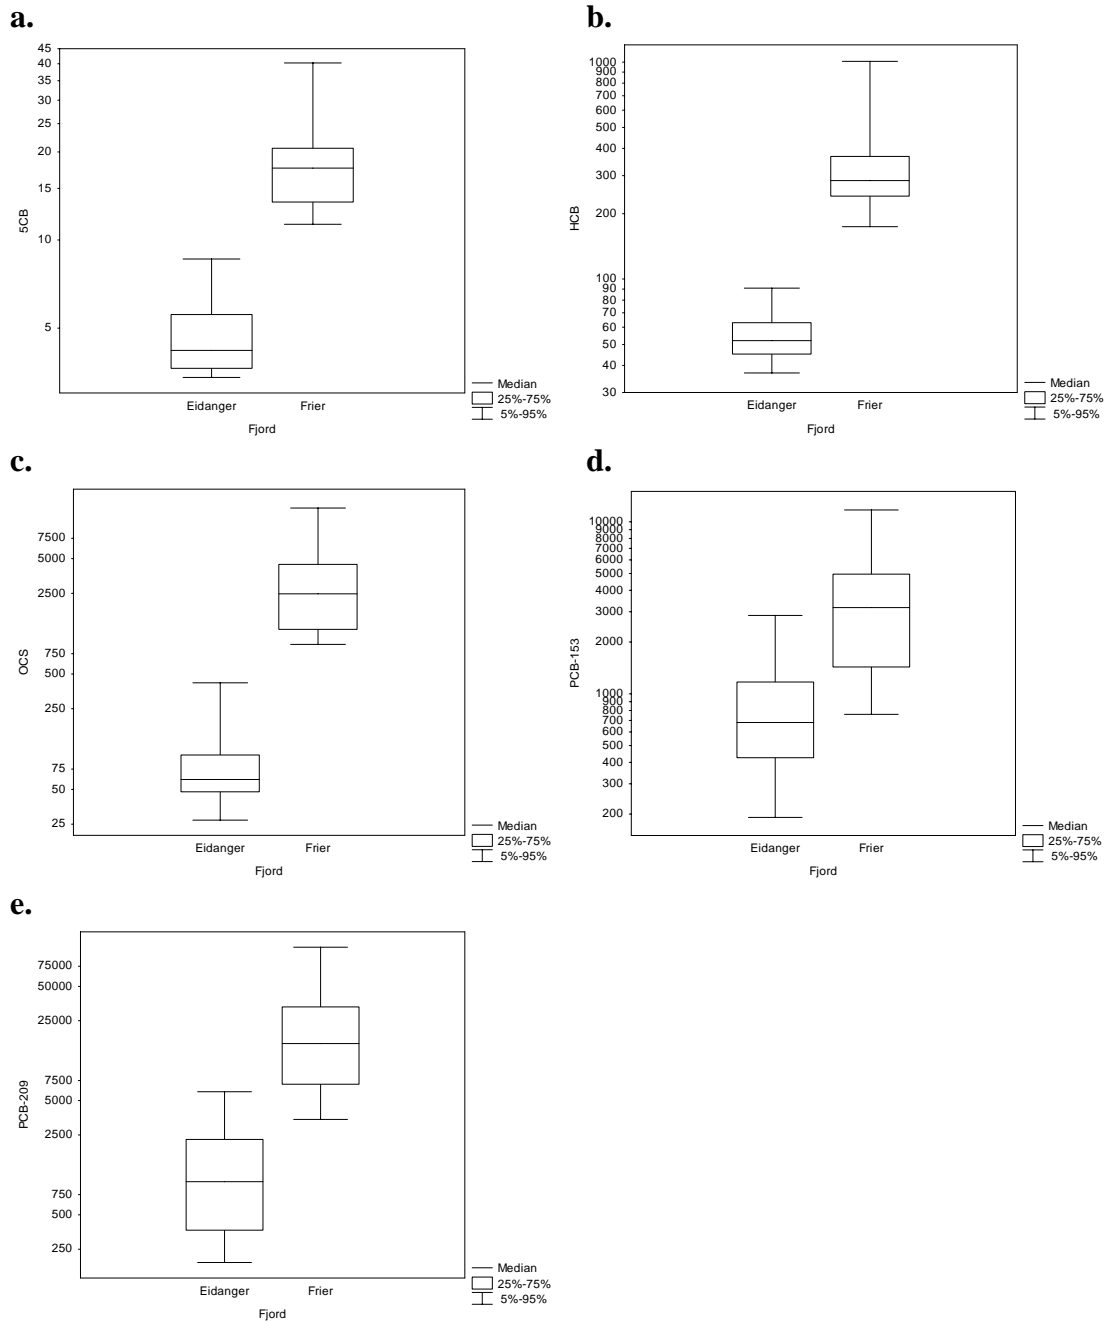 a.
45
40
35
30
25
20
15
10
5
5CB
Eidanger
Frier
Fjord
Median
25%-75%
5%-95%
b.
1000
900
800
700
600
500
400
300
200
100
90
80
70
60
50
40
30
HCB
Eidanger
Frier
Fjord
Median
25%-75%
5%-95%
c.
7500
5000
2500
750
500
250
75
50
25
OCS
Eidanger
Frier
Fjord
Median
25%-75%
5%-95%
d.
10000
9000
8000
7000
6000
5000
4000
3000
2000
1000
900
800
700
600
500
400
300
200
PCB-153
Eidanger
Frier
Fjord
Median
25%-75%
5%-95%
e.
75000
50000
25000
7500
5000
2500
750
500
250
PCB-209
Eidanger
Frier
Fjord
Median
25%-75%
5%-95%